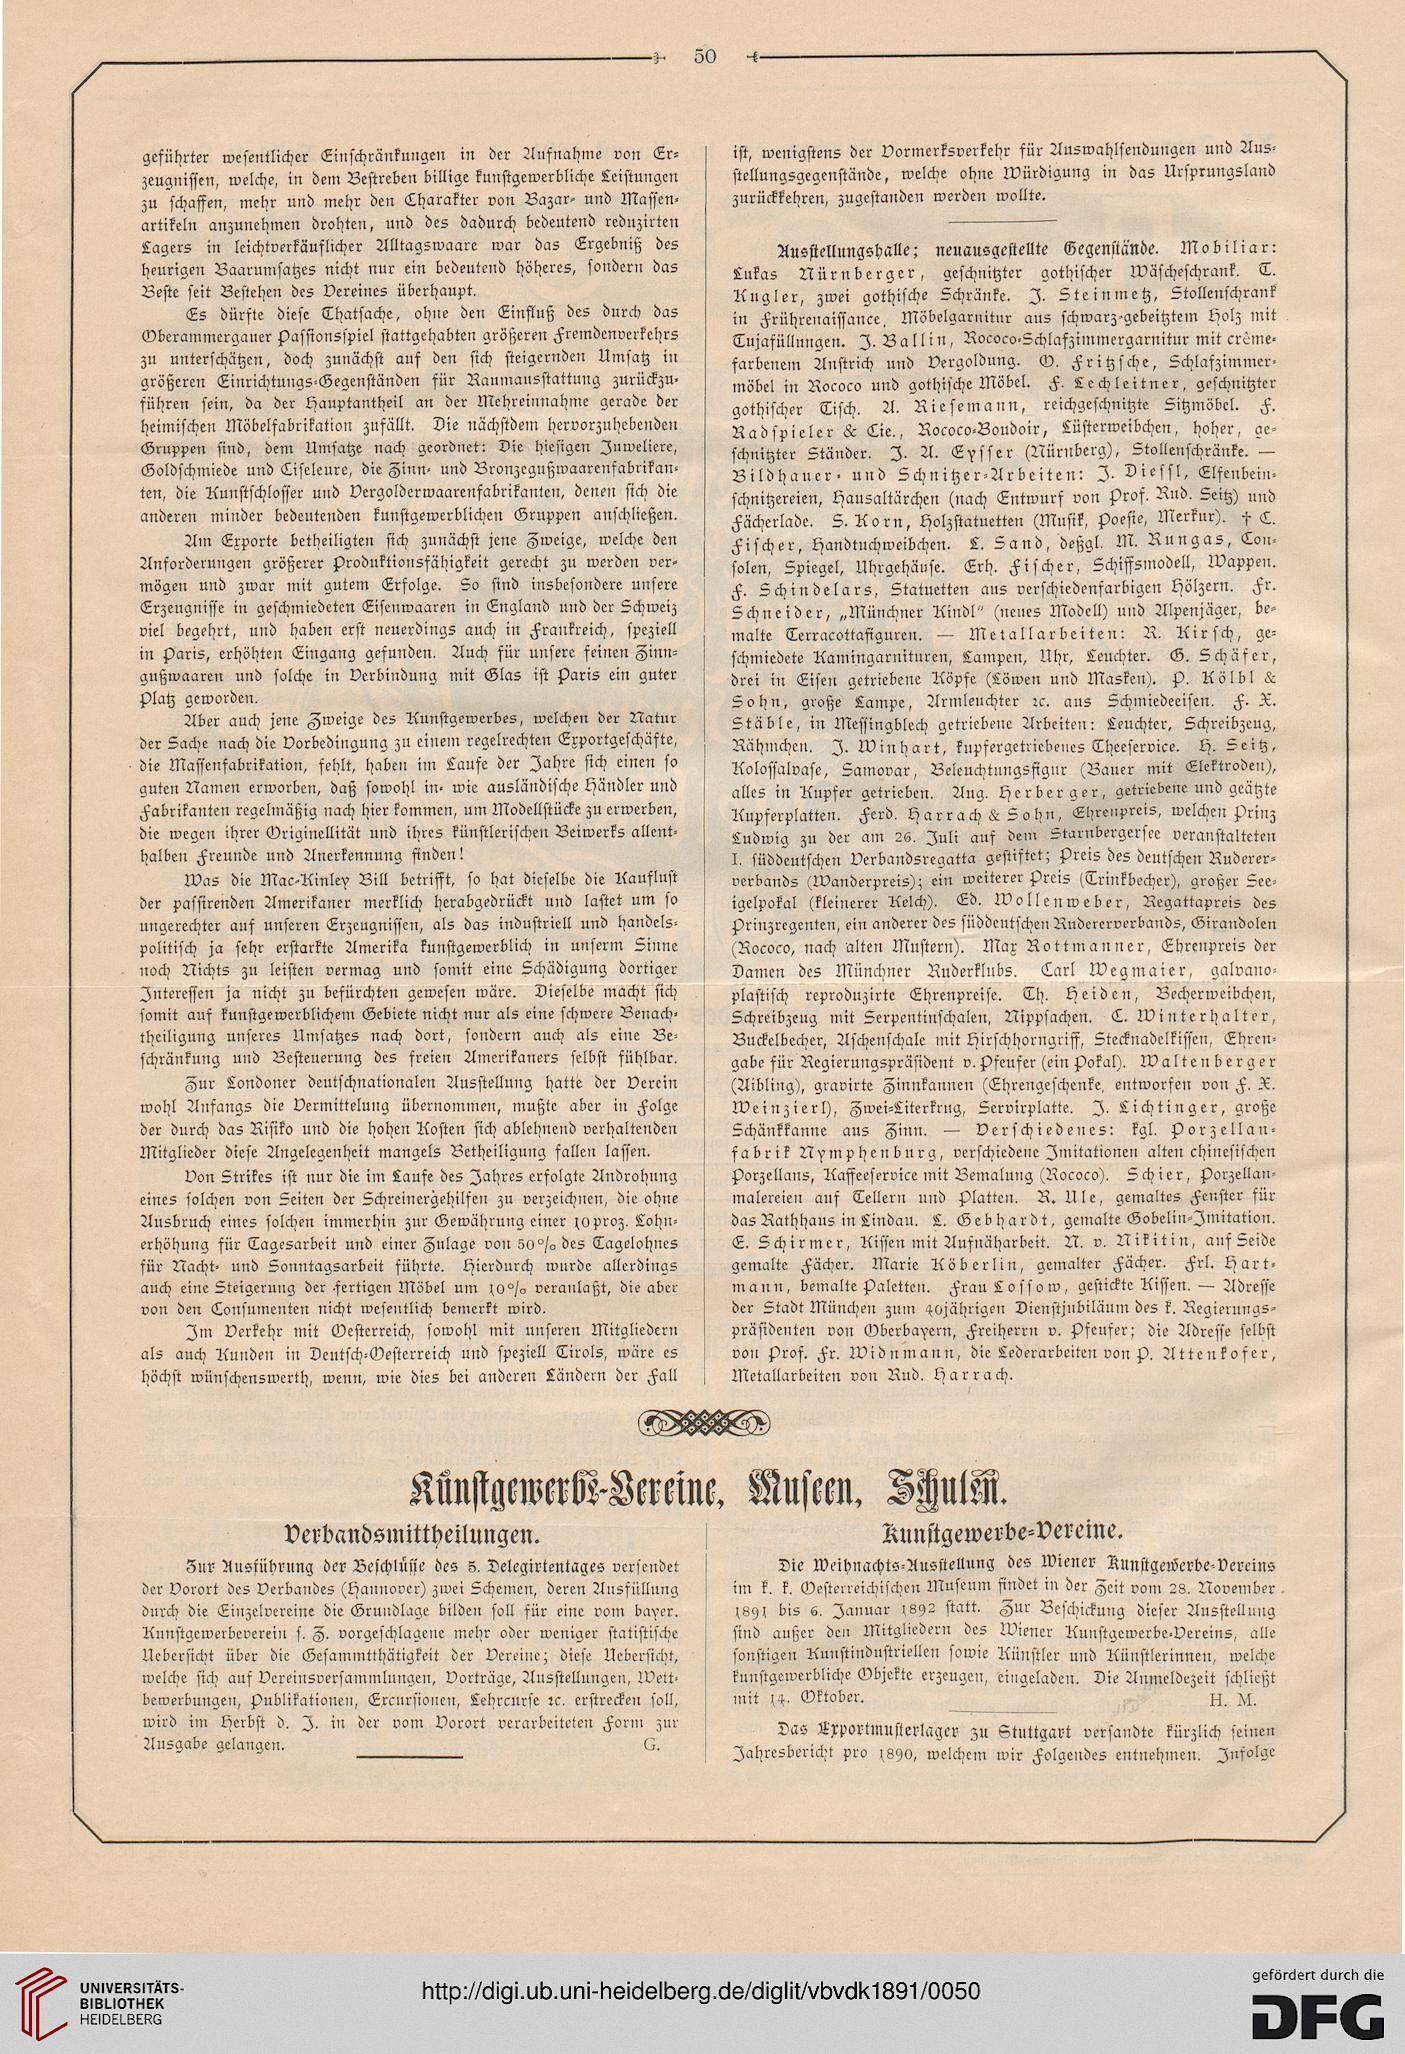 50
geführter wesentlicher Einschränkungen in der Aufnahme von Er-
zeugnissen, welche, in dem Bestreben billige kunstgewerbliche Leistungen
zu schaffen, mehr und mehr den Charakter von Bazar- und Massen-
artikeln anzunehmen drohten, und des dadurch bedeutend reduzirten
Lagers in leichtverkäuflicher Alltagswaare war das Ergebniß des
heurigen Baarumsatzes nicht nur ein bedeutend höheres, sondern das
Beste seit Bestehen des Vereines überhaupt.
Es dürfte diese Thatsache, ohne den Einfluß des durch das
Oberammergauer Passionsspiel stattgehabten größeren Fremdenverkehrs
zu unterschätzen, doch zunächst auf den sich steigernden Umsatz in
größeren Einrichtungs-Gegenständen für Raumausstattung zurückzu-
führen sein, da der Hauptantheil an der Mehreinnahme gerade der
heimischen Möbelfabrikation zufällt. Die nächstdem hervorzuhebenden
Gruppen sind, dem Umsatze nach geordnet: Die hiesigen Juweliere,
Goldschmiede und Ciseleure, die Zinn- und Bronzegußwaarenfabrikan-
ten, die Kunstschlosser und Vergolderwaarenfabrikanten, denen sich die
anderen minder bedeutenden kunstgewerblichen Gruppen anschließen.
Am Exporte betheiligten sich zunächst jene Zweige, welche den
Anforderungen größerer Produktionsfähigkeit gerecht zu werden ver-
mögen und zwar mit gutem Erfolge. So sind insbesondere unsere
Erzeugnisse in geschmiedeten Eisenwaaren in England und der Schweiz
viel begehrt, und haben erst neuerdings auch in Frankreich, speziell
in Paris, erhöhten Eingang gefunden. Auch für unsere feinen Zinn-
gußwaaren und solche in Verbindung mit Glas ist Paris ein guter
Platz geworden.
Aber auch jene Zweige des Kunstgewerbes, welchen der Natur
der Sache nach die Vorbedingung zu einem regelrechten Exportgeschäfte,
die Massenfabrikation, fehlt, haben im Laufe der Jahre sich einen so
guten Namen erworben, daß sowohl in- wie ausländische Händler und
Fabrikanten regelmäßig nach hier kommen, um Modellstücke zu erwerben,
die wegen ihrer Originellität und ihres künstlerischen Beiwerks allent-
halben Freunde und Anerkennung finden!
Was die Mac-Kinley Bill betrifft, so hat dieselbe die Kauflust
der passirenden Amerikaner merklich herabgedrückt und lastet um so
ungerechter auf unseren Erzeugnissen, als das industriell und handels-
politisch ja sehr erstarkte Amerika kunstgewerblich in unserm Sinne
noch Nichts zu leisten vermag und somit eine Schädigung dortiger
Interessen ja nicht zu befürchten gewesen wäre. Dieselbe macht sich
somit auf kunstgewerblichem Gebiete nicht nur als eine schwere Benach-
theiligung unseres Umsatzes nach dort, sondern auch als eine Be-
schränkung und Besteuerung des freien Amerikaners selbst fühlbar.
Zur Londoner deutschnationalen Ausstellung hatte der Verein
wohl Anfangs die Vermittelung übernommen, mußte aber in Folge
der durch das Risiko und die hohen Kosten sich ablehnend verhaltenden
Mitglieder diese Angelegenheit mangels Betheiligung fallen lassen.
Von Strikes ist nur die im Laufe des Jahres erfolgte Androhung
eines solchen von Seiten der Schreinergehilfen zu verzeichnen, die ohne
Ausbruch eines solchen immerhin zur Gewährung einer 10proz. Lohn-
erhöhung für Tagesarbeit und einer Zulage von 50% des Tagelohnes
für Nacht- und Sonntagsarbeit führte. Hierdurch wurde allerdings
auch eine Steigerung der fertigen Möbel um 10% veranlaßt, die aber
von den Consumenten nicht wesentlich bemerkt wird.
Im Verkehr mit Oesterreich, sowohl mit unseren Mitgliedern
als auch Kunden in Deutsch-Oesterreich und speziell Tirols, wäre es
höchst wünschenswerth, wenn, wie dies bei anderen Ländern der Fall
ist, wenigstens der Vormerksverkehr für Auswahlsendungen und Aus-
stellungsgegenstände, welche ohne Würdigung in das Ursprungsland
zurückkehren, zugestanden werden wollte.
Ausstellungshalle; neuausgestellte Gegenstände. Mobiliar:
Lukas Nürnberger, geschnitzter gothischer Wäscheschrank. T.
Kugler, zwei gothische Schränke. J. Steinmetz, Stollenschrank
in Frührenaissance, Möbelgarnitur aus schwarz-gebeitztem Holz mit
Tujafüllungen. J. Ballin, Rococo-Schlafzimmergarnitur mit crême-
farbenem Anstrich und Vergoldung. O. Fritzsche, Schlafzimmer-
möbel in Rococo und gothische Möbel. F. Lechleitner, geschnitzter
gothischer Tisch. A. Riesemann, reichgeschnitzte Sitzmöbel. F.
Radspieler & Cie., Rococo-Boudoir, Lüsterweibchen, hoher, ge-
schnitzter Ständer. J. A. Eysser (Nürnberg), Stollenschränke. —
Bildhauer- und Schnitzer-Arbeiten: J. Diessl, Elfenbein-
schnitzereien, Hausaltärchen (nach Entwurf von Prof. Rud. Seitz) und
Fächerlade. S. Korn, Holzstatuetten (Musik, Poesie, Merkur). † C.
Fischer, Handtuchweibchen. L. Sand, deßgl. M. Rungas, Con-
solen, Spiegel, Uhrgehäuse. Erh. Fischer, Schiffsmodell, Wappen.
F. Schindelars, Statuetten aus verschiedenfarbigen Hölzern. Fr.
Schneider, „Münchner Kindl“ (neues Modell) und Alpenjäger, be-
malte Terracottafiguren. — Metallarbeiten: R. Kirsch, ge-
schmiedete Kamingarnituren, Lampen, Uhr, Leuchter. G. Schäfer,
drei in Eisen getriebene Köpfe (Löwen und Masken). P. Kölbl &
Sohn, große Lampe, Armleuchter ꝛc. aus Schmiedeeisen. F. X.
Stäble, in Messingblech getriebene Arbeiten: Leuchter, Schreibzeug,
Rähmchen. J. Winhart, kupfergetriebenes Theeservice. H. Seitz,
Kolossalvase, Samovar, Beleuchtungsfigur (Bauer mit Elektroden),
alles in Kupfer getrieben. Aug. Herberger, getriebene und geätzte
Kupferplatten. Ferd. Harrach & Sohn, Ehrenpreis, welchen Prinz
Ludwig zu der am 26. Juli auf dem Starnbergersee veranstalteten
I. süddeutschen Verbandsregatta gestiftet; Preis des deutschen Ruderer-
verbands (Wanderpreis); ein weiterer Preis (Trinkbecher), großer See-
igelpokal (kleinerer Kelch). Ed. Wollenweber, Regattapreis des
Prinzregenten, ein anderer des süddeutschen Rudererverbands, Girandolen
(Rococo, nach alten Mustern). Max Rottmanner, Ehrenpreis der
Damen des Münchner Ruderklubs. Carl Wegmaier, galvano-
plastisch reproduzirte Ehrenpreise. Th. Heiden, Becherweibchen,
Schreibzeug mit Serpentinschalen, Nippsachen. C. Winterhalter,
Buckelbecher, Aschenschale mit Hirschhorngriff, Stecknadelkissen, Ehren-
gabe für Regierungspräsident v. Pfeufer (ein Pokal). Waltenberger
(Aibling), gravirte Zinnkannen (Ehrengeschenke, entworfen von F. X.
Weinzierl), Zwei-Literkrug, Servirplatte. J. Lichtinger, große
Schänkkanne aus Zinn. — Verschiedenes: kgl. Porzellan-
fabrik Nymphenburg, verschiedene Imitationen alten chinesischen
Porzellans, Kaffeeservice mit Bemalung (Rococo). Schier, Porzellan-
malereien auf Tellern und Platten. R. Ule, gemaltes Fenster für
das Rathhaus in Lindau. L. Gebhardt, gemalte Gobelin-Imitation.
E. Schirmer, Kissen mit Aufnäharbeit. N. v. Nikitin, auf Seide
gemalte Fächer. Marie Köberlin, gemalter Fächer. Frl. Hart-
mann, bemalte Paletten. Frau Lossow, gestickte Kissen. — Adresse
der Stadt München zum 40jährigen Dienstjubiläum des k. Regierungs-
präsidenten von Oberbayern, Freiherrn v. Pfeufer; die Adresse selbst
von Prof. Fr. Widnmann, die Lederarbeiten von P. Attenkofer,
Metallarbeiten von Rud. Harrach.
Kunstgewerbe-Vereine, Museen, Schulen.
Verbandsmittheilungen.
Zur Ausführung der Beschlüsse des 5. Delegirtentages versendet
der Vorort des Verbandes (Hannover) zwei Schemen, deren Ausfüllung
durch die Einzelvereine die Grundlage bilden soll für eine vom bayer.
Kunstgewerbeverein s. Z. vorgeschlagene mehr oder weniger statistische
Uebersicht über die Gesammtthätigkeit der Vereine; diese Uebersicht,
welche sich auf Vereinsversammlungen, Vorträge, Ausstellungen, Wett-
bewerbungen, Publikationen, Excursionen, Lehrcurse ꝛc. erstrecken soll,
wird im Herbst d. J. in der vom Vorort verarbeiteten Form zur
Ausgabe gelangen. G.
Kunstgewerbe-Vereine.
Die Weihnachts-Ausstellung des Wiener Kunstgewerbe-Vereins
im k. k. Oesterreichischen Museum findet in der Zeit vom 28. November
1891 bis 6. Januar 1892 statt. Zur Beschickung dieser Ausstellung
sind außer den Mitgliedern des Wiener Kunstgewerbe-Vereins, alle
sonstigen Kunstindustriellen sowie Künstler und Künstlerinnen, welche
kunstgewerbliche Objekte erzeugen, eingeladen. Die Anmeldezeit schließt
mit 14. Oktober. H. M.
Das Exportmusterlager zu Stuttgart versandte kürzlich seinen
Jahresbericht pro 1890, welchem wir Folgendes entnehmen. Infolge
UNIVERSITÄTS-
BIBLIOTHEK
HEIDELBERG
http://digi.ub.uni-heidelberg.de/diglit/vbvdk1891/0050
gefördert durch die
DFG